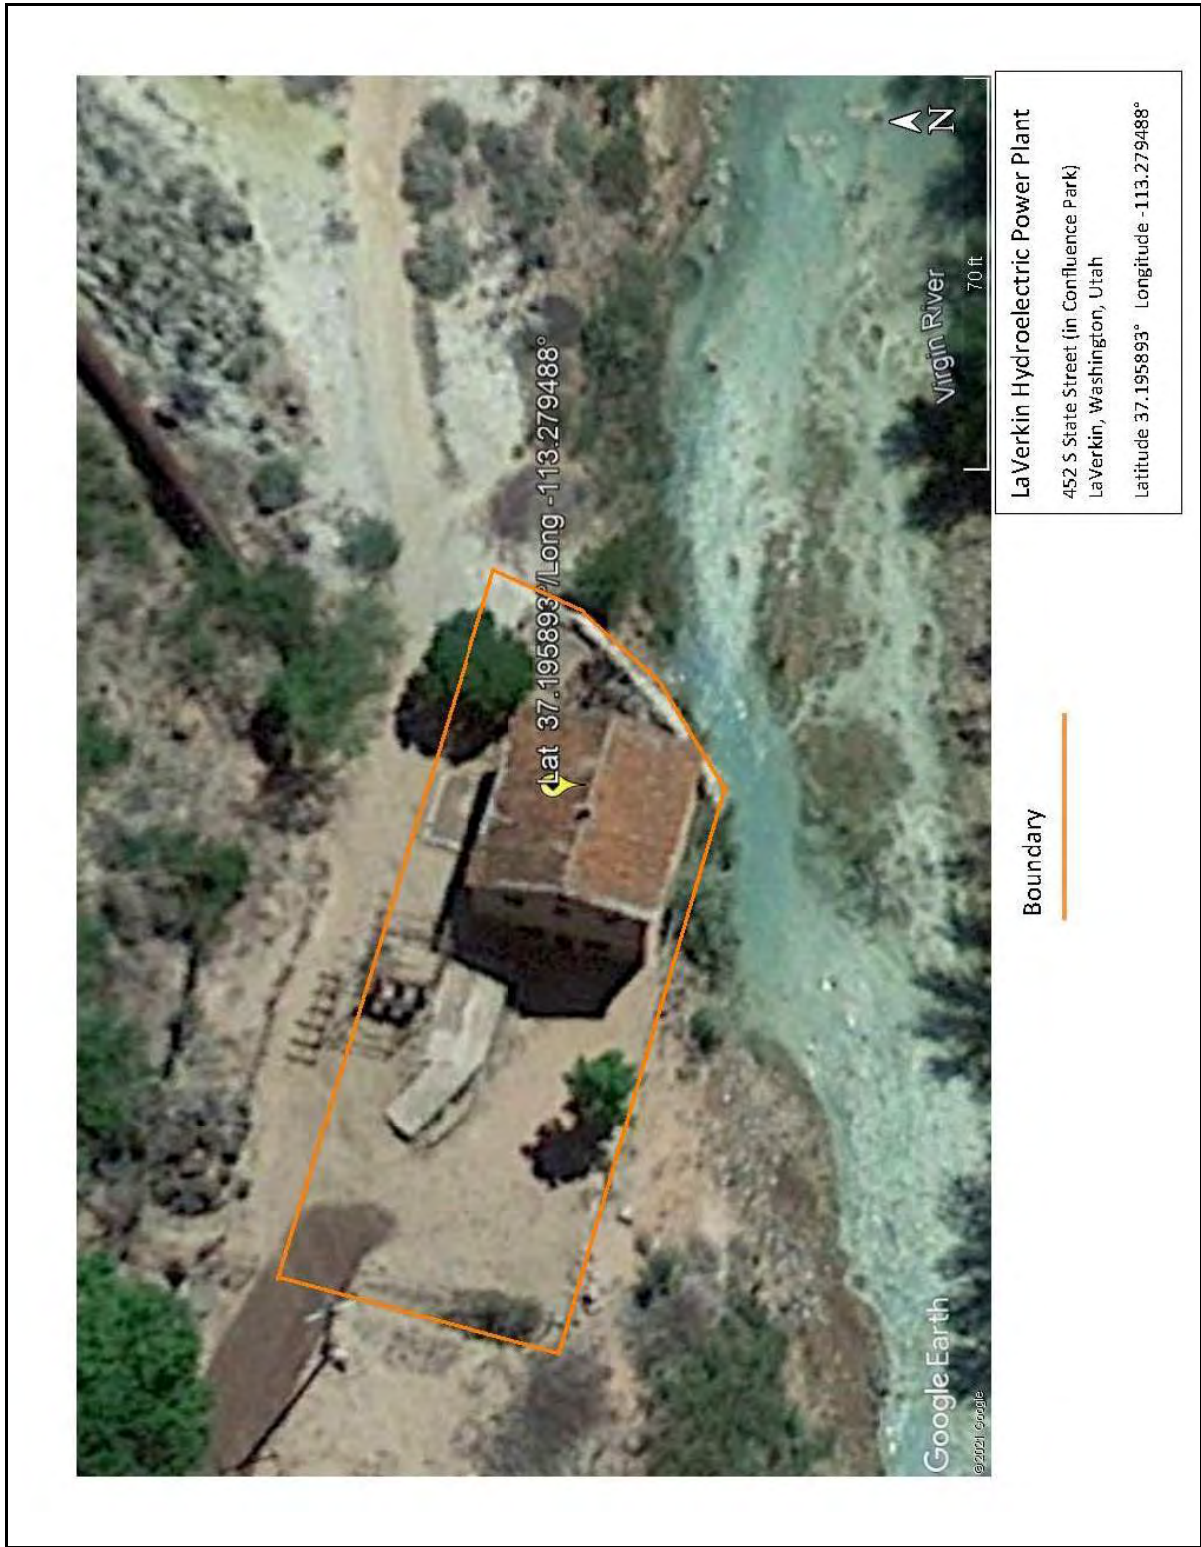 Lat 37.195893°/Long -113.279488°
Virgin River
N
70 ft
Google Earth
©2021 Google
Boundary
LaVerkin Hydroelectric Power Plant
452 S State Street (in Confluence Park)
LaVerkin, Washington, Utah
Latitude 37.195893° Longitude -113.279488°